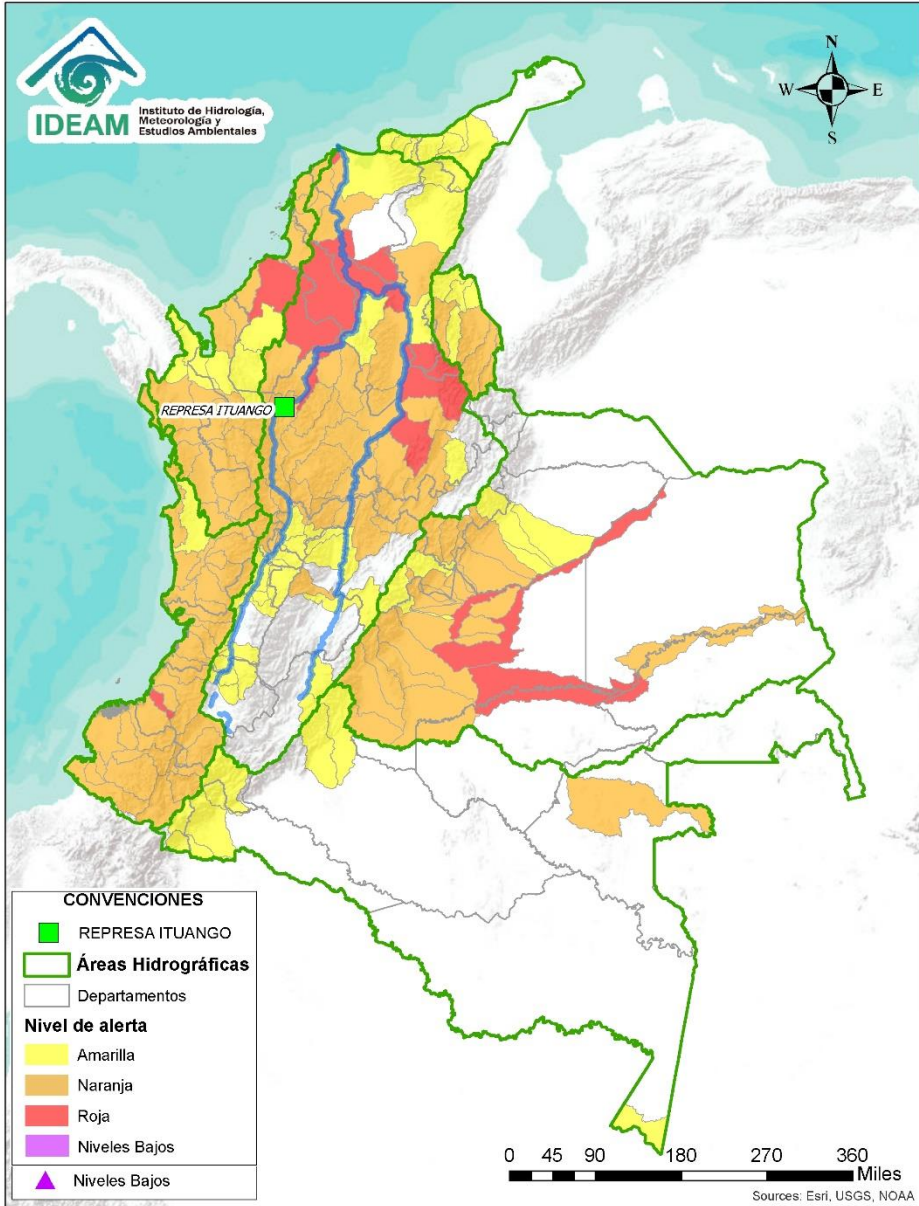 IDEAM
Instituto de Hidrología,
Meteorología y
Estudios Ambientales
N
W
E
S
REPRESA ITUANGO
CONVENCIONES
REPRESA ITUANGO
Áreas Hidrográficas
Departamentos
Nivel de alerta
Amarilla
Naranja
Roja
Niveles Bajos
Niveles Bajos
0 45 90 180 270 360
Miles
Sources: Esri, USGS, NOAA